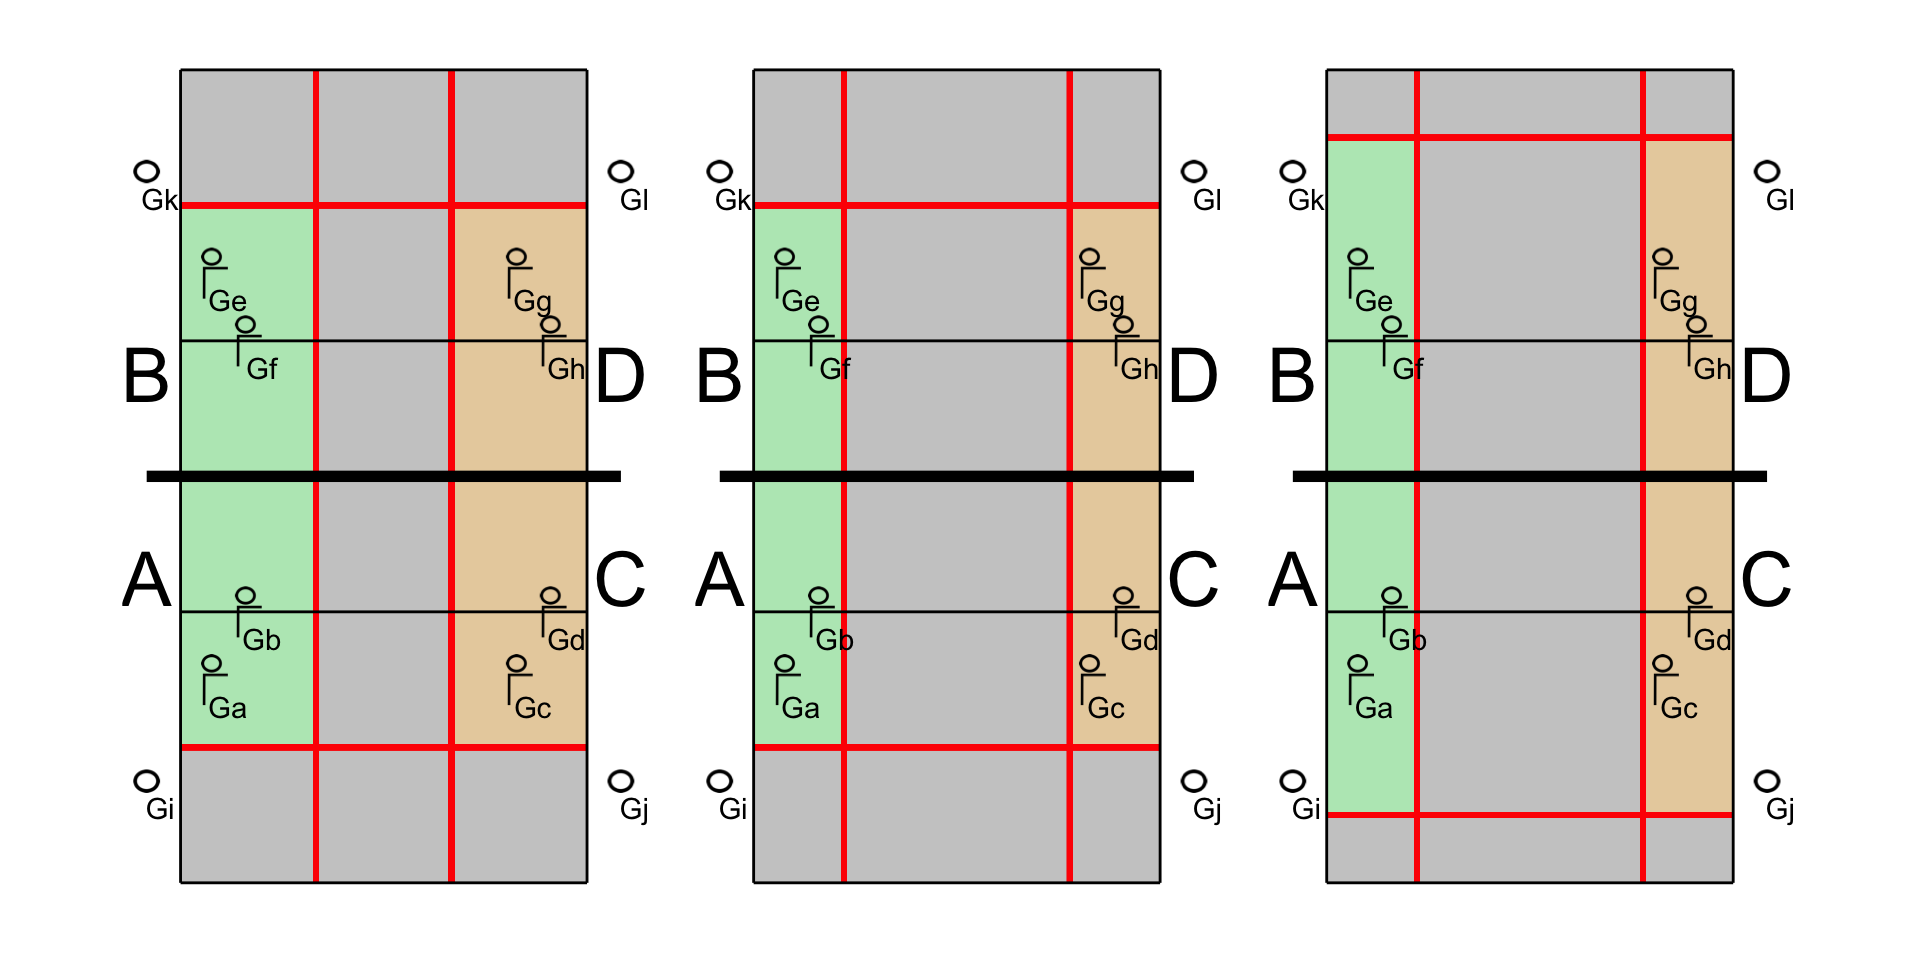 Gk Gl Gk Gl Gk Gl
Ge Gg Ge Gg Ge Gg
B Gf Gh D B Gf Gh D B Gf Gh D
A C A C A C
Gb Gd Gb Gd Gb Gd
Ga Gc Ga Gc Ga Gc
Gi Gj Gi Gj Gi Gj